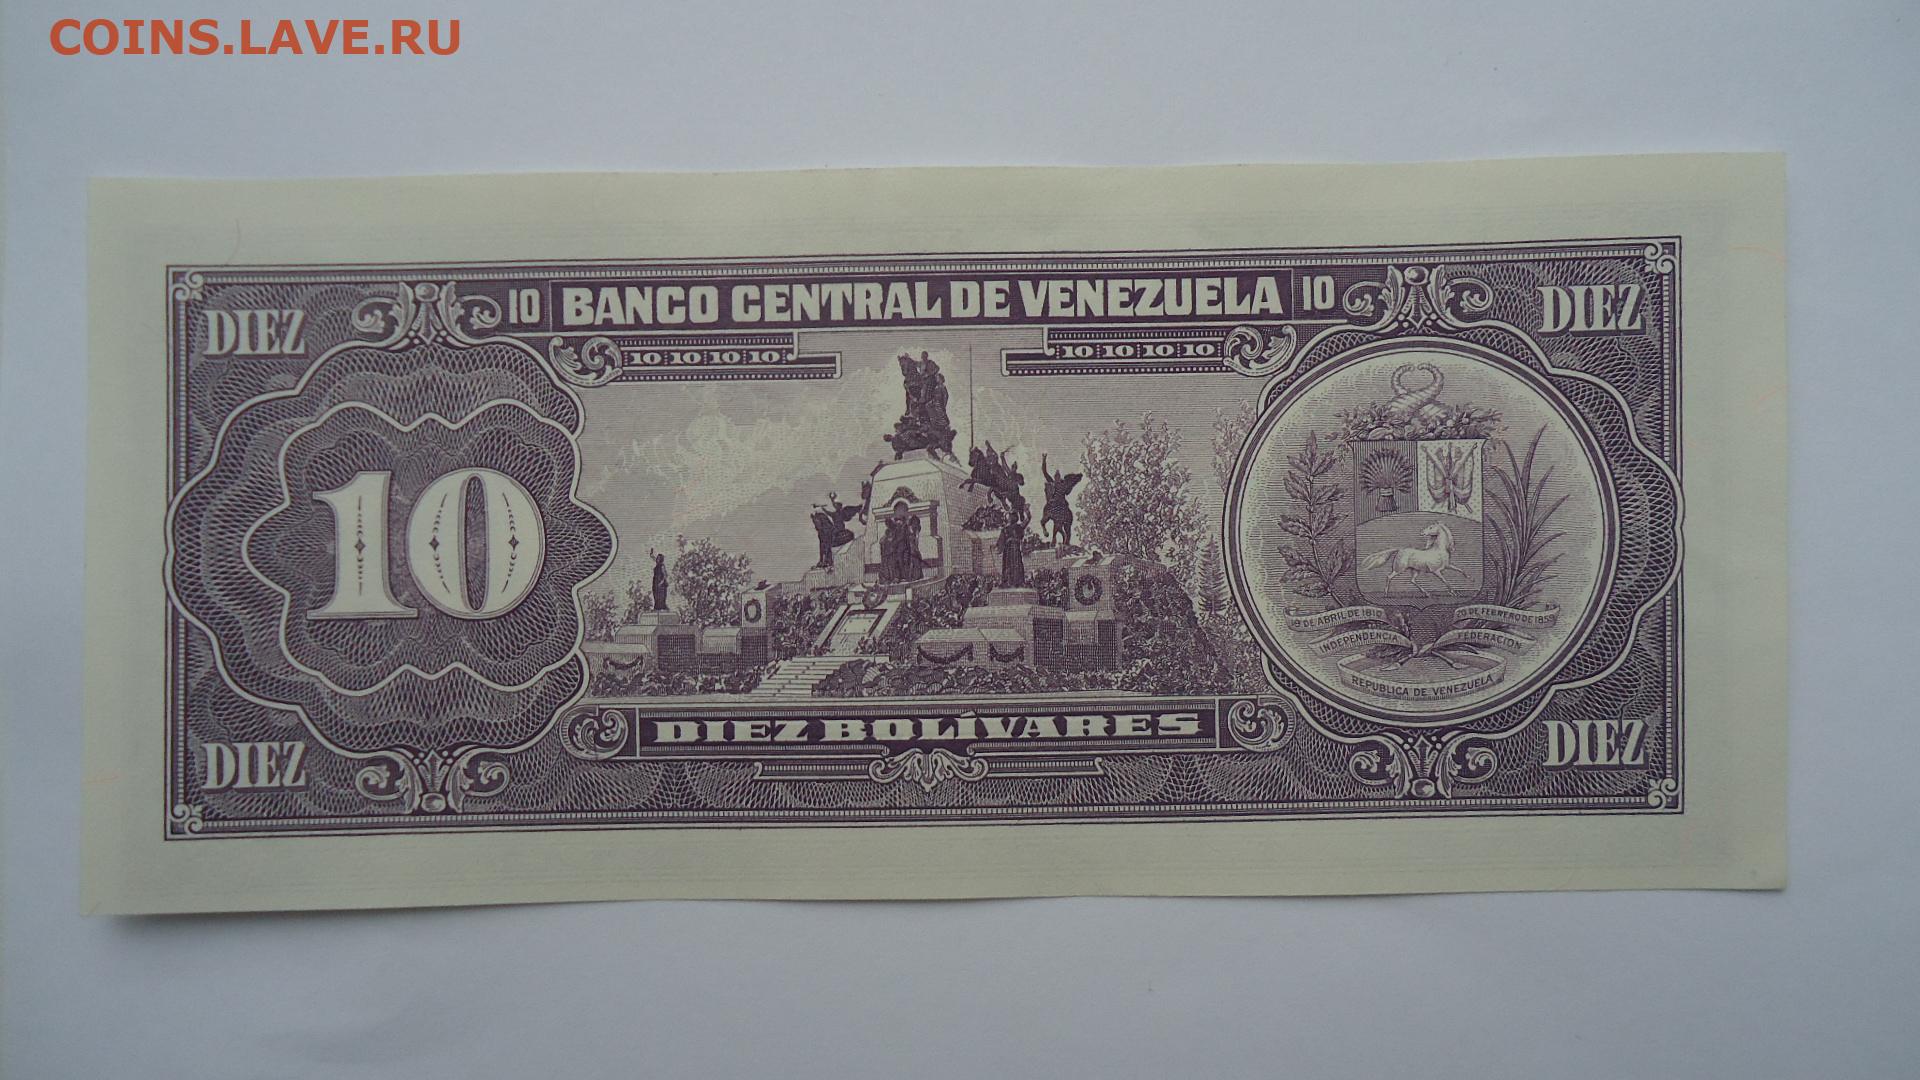 COINS.LAVE.RU
DIEZ 10 BANCO CENTRAL DE VENEZUELA 10 DIEZ
10 10 10 10 10 10 10 10
10
19 DE ABRIL DE 1810 20 DE FEBRERO DE 1859
INDEPENDENCIA FEDERACION
REPUBLICA DE VENEZUELA
DIEZ DIEZ BOLÍVARES DIEZ